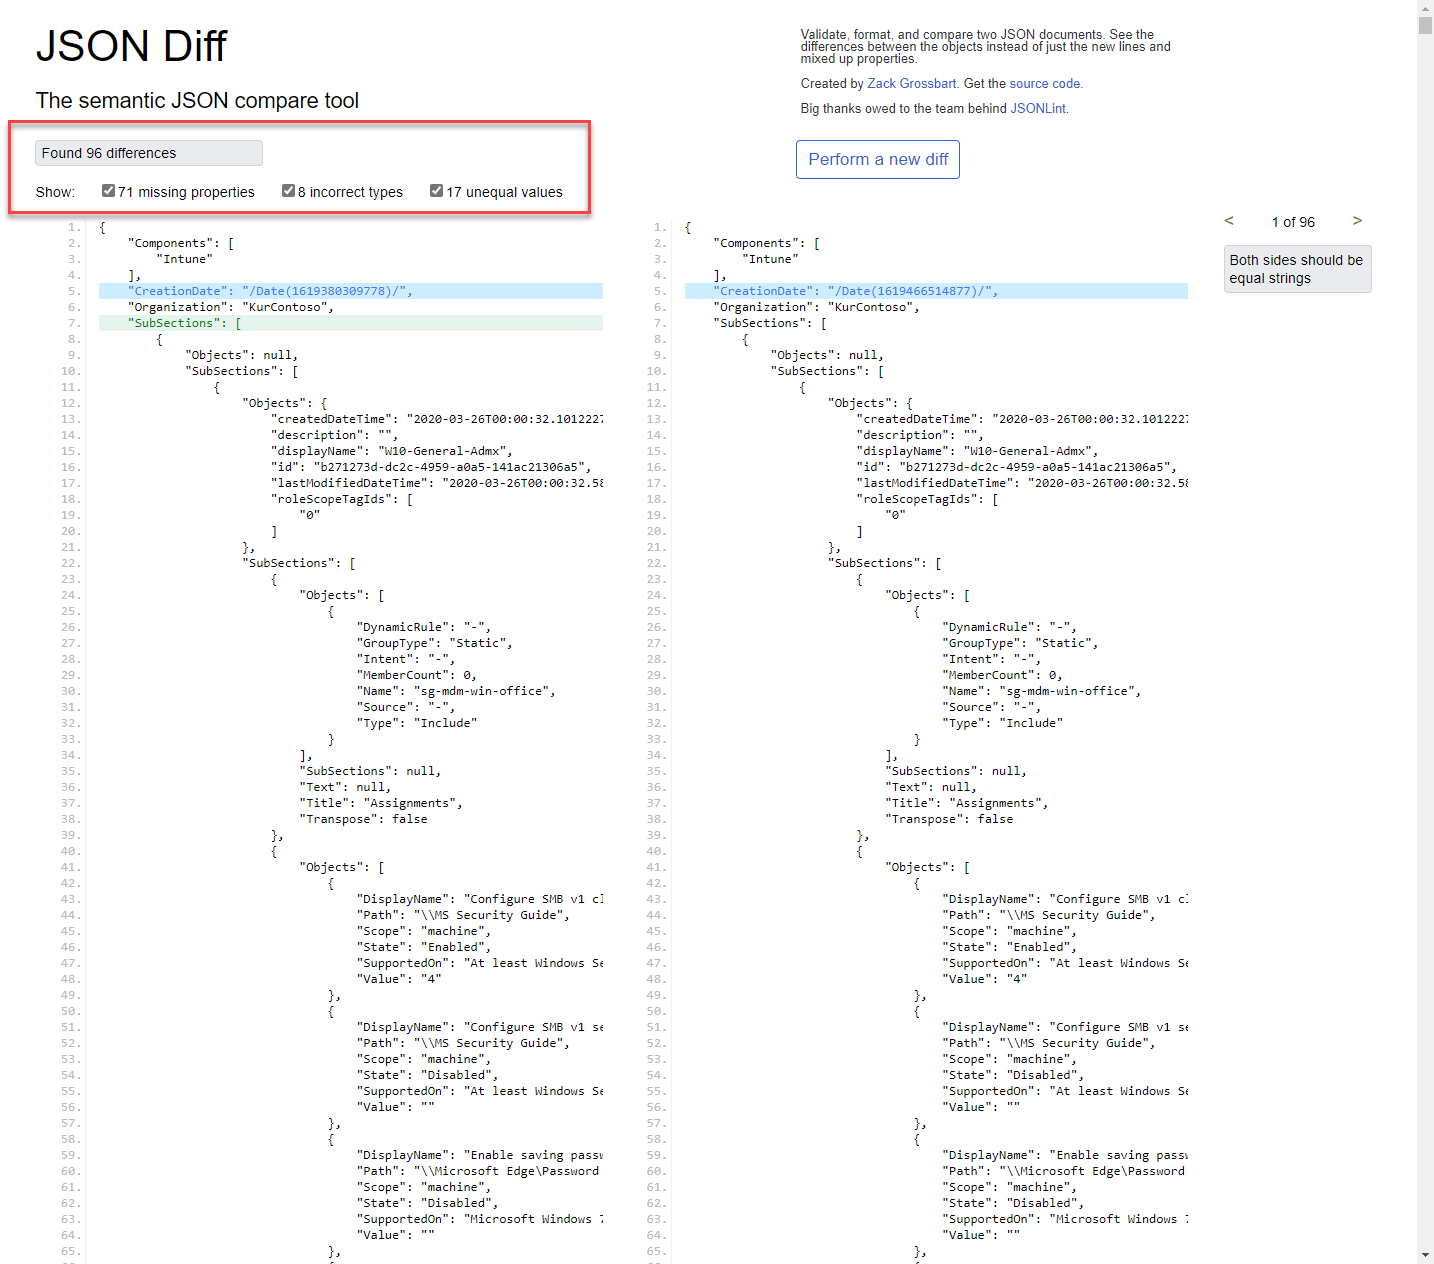 JSON Diff
The semantic JSON compare tool
Validate, format, and compare two JSON documents. See the
differences between the objects instead of just the new lines and
mixed up properties.
Created by Zack Grossbart. Get the source code.
Big thanks owed to the team behind JSONLint.
Perform a new diff
Found 96 differences
Show: 71 missing properties 8 incorrect types 17 unequal values
< 1 of 96 >
Both sides should be
equal strings
1. {
2. "Components": [
3. "Intune"
4. ],
5. "CreationDate": "/Date(1619380309778)/",
6. "Organization": "KurContoso",
7. "SubSections": [
8. {
9. "Objects": null,
10. "SubSections": [
11. {
12. "Objects": {
13. "createdDateTime": "2020-03-26T00:00:32.1012227
14. "description": "",
15. "displayName": "W10-General-Admx",
16. "id": "b271273d-dc2c-4959-a0a5-141ac21306a5",
17. "lastModifiedDateTime": "2020-03-26T00:00:32.58
18. "roleScopeTagIds": [
19. "0"
20. ]
21. },
22. "SubSections": [
23. {
24. "Objects": [
25. {
26. "DynamicRule": "-",
27. "GroupType": "Static",
28. "Intent": "-",
29. "MemberCount": 0,
30. "Name": "sg-mdm-win-office",
31. "Source": "-",
32. "Type": "Include"
33. }
34. ],
35. "SubSections": null,
36. "Text": null,
37. "Title": "Assignments",
38. "Transpose": false
39. },
40. {
41. "Objects": [
42. {
43. "DisplayName": "Configure SMB v1 cl
44. "Path": "\\MS Security Guide",
45. "Scope": "machine",
46. "State": "Enabled",
47. "SupportedOn": "At least Windows Se
48. "Value": "4"
49. },
50. {
51. "DisplayName": "Configure SMB v1 se
52. "Path": "\\MS Security Guide",
53. "Scope": "machine",
54. "State": "Disabled",
55. "SupportedOn": "At least Windows Se
56. "Value": ""
57. },
58. {
59. "DisplayName": "Enable saving passw
60. "Path": "\\Microsoft Edge\Password
61. "Scope": "machine",
62. "State": "Disabled",
63. "SupportedOn": "Microsoft Windows 7
64. "Value": ""
65. },
1. {
2. "Components": [
3. "Intune"
4. ],
5. "CreationDate": "/Date(1619466514877)/",
6. "Organization": "KurContoso",
7. "SubSections": [
8. {
9. "Objects": null,
10. "SubSections": [
11. {
12. "Objects": {
13. "createdDateTime": "2020-03-26T00:00:32.1012227
14. "description": "",
15. "displayName": "W10-General-Admx",
16. "id": "b271273d-dc2c-4959-a0a5-141ac21306a5",
17. "lastModifiedDateTime": "2020-03-26T00:00:32.58
18. "roleScopeTagIds": [
19. "0"
20. ]
21. },
22. "SubSections": [
23. {
24. "Objects": [
25. {
26. "DynamicRule": "-",
27. "GroupType": "Static",
28. "Intent": "-",
29. "MemberCount": 0,
30. "Name": "sg-mdm-win-office",
31. "Source": "-",
32. "Type": "Include"
33. }
34. ],
35. "SubSections": null,
36. "Text": null,
37. "Title": "Assignments",
38. "Transpose": false
39. },
40. {
41. "Objects": [
42. {
43. "DisplayName": "Configure SMB v1 cl
44. "Path": "\\MS Security Guide",
45. "Scope": "machine",
46. "State": "Enabled",
47. "SupportedOn": "At least Windows Se
48. "Value": "4"
49. },
50. {
51. "DisplayName": "Configure SMB v1 se
52. "Path": "\\MS Security Guide",
53. "Scope": "machine",
54. "State": "Disabled",
55. "SupportedOn": "At least Windows Se
56. "Value": ""
57. },
58. {
59. "DisplayName": "Enable saving passw
60. "Path": "\\Microsoft Edge\Password
61. "Scope": "machine",
62. "State": "Disabled",
63. "SupportedOn": "Microsoft Windows 7
64. "Value": ""
65. },